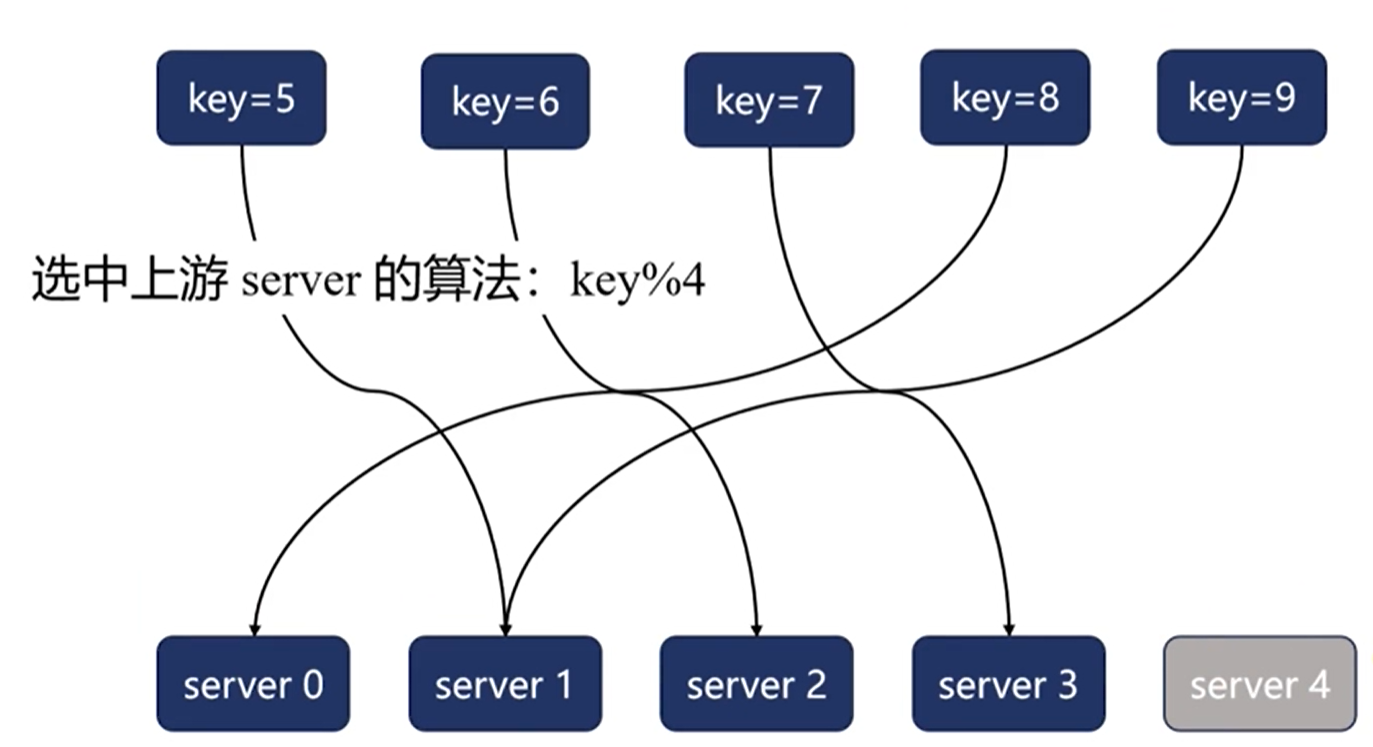 key=5
key=6
key=7
key=8
key=9
选中上游 server 的算法：key%4
server 0
server 1
server 2
server 3
server 4